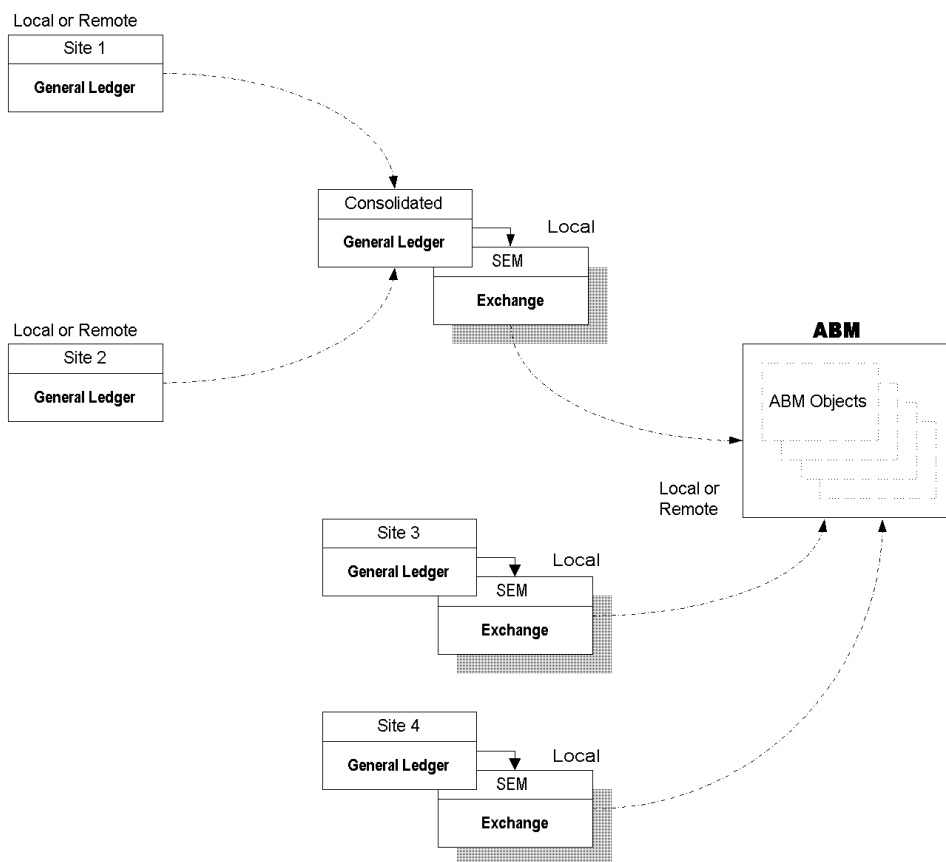 Local or Remote
Site 1
General Ledger
Consolidated
General Ledger
Local
SEM
Exchange
Local or Remote
Site 2
General Ledger
ABM
ABM Objects
Local or
Remote
Site 3
General Ledger
Local
SEM
Exchange
Site 4
General Ledger
Local
SEM
Exchange